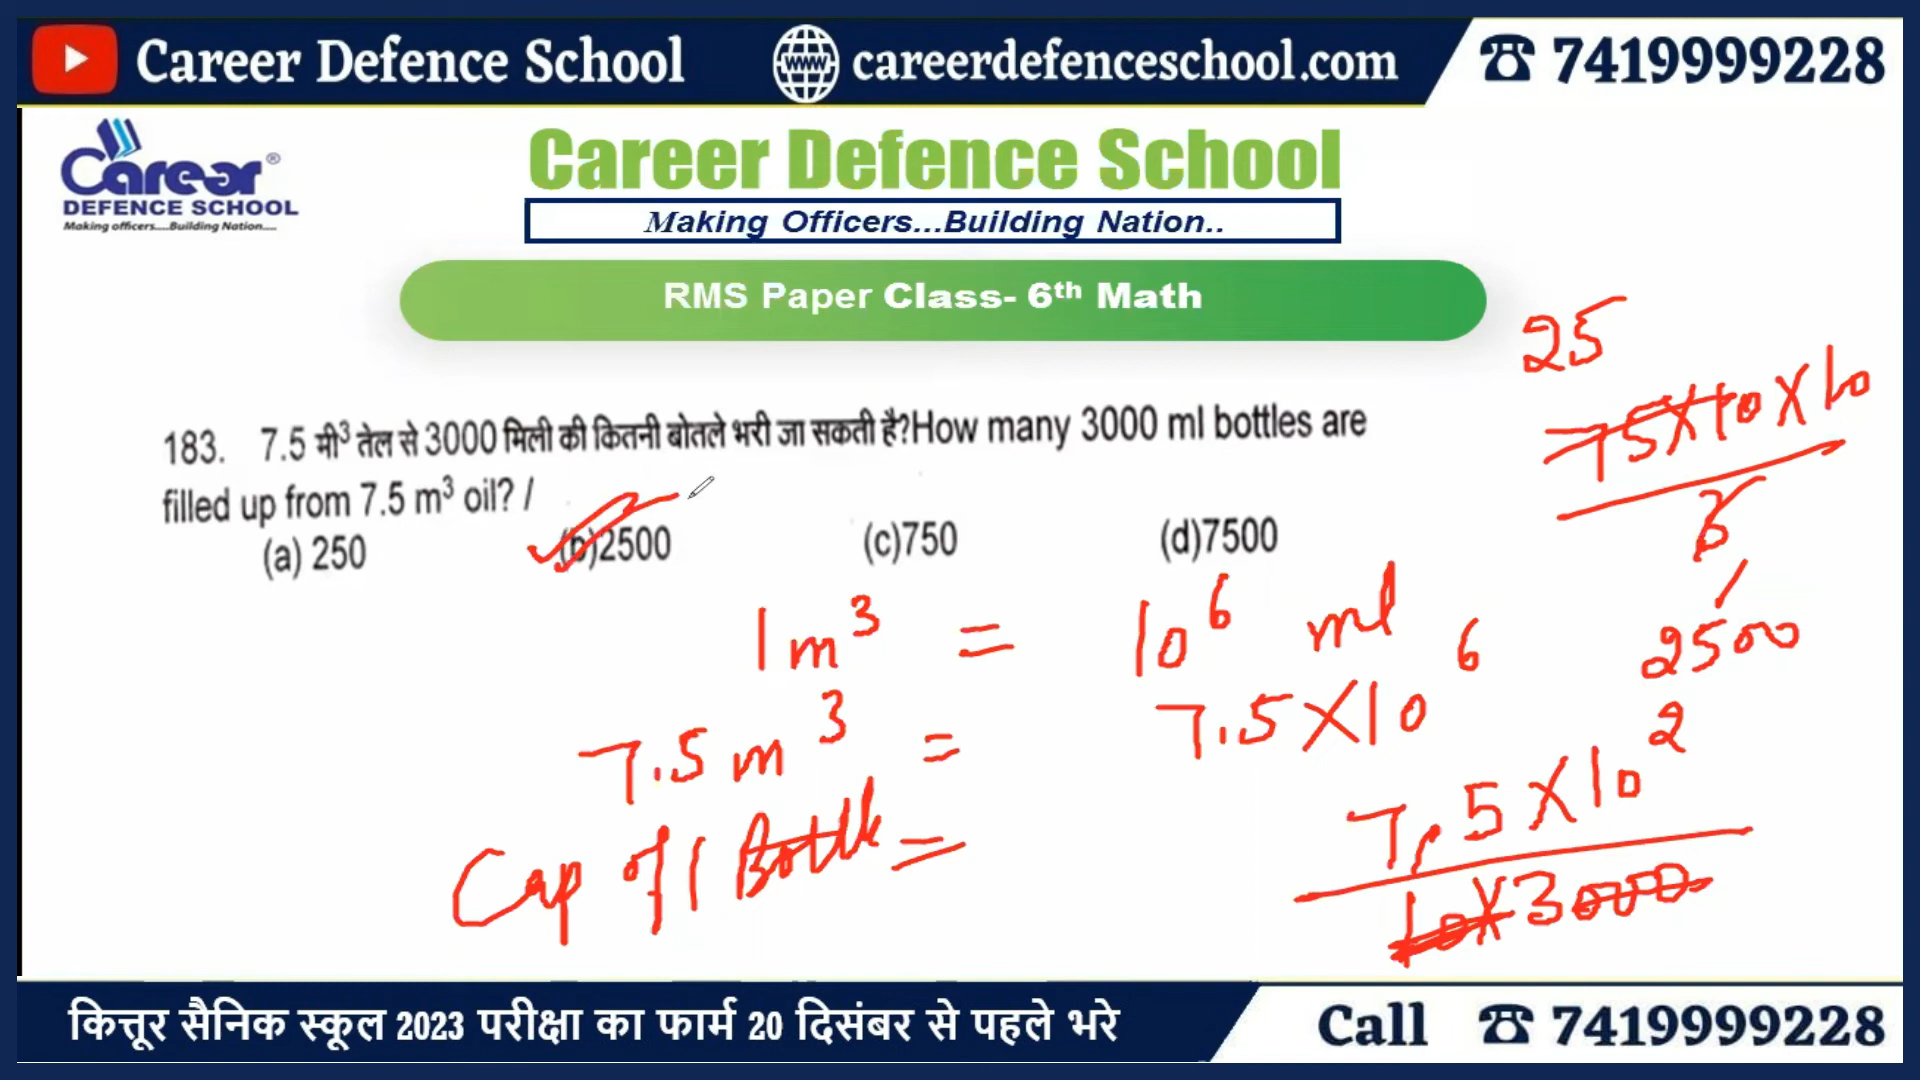 Career Defence School
www
careerdefenceschool.com
☎ 7419999228
Carear®
DEFENCE SCHOOL
Making officers....Building Nation....
Career Defence School
Making Officers...Building Nation..
RMS Paper Class- 6th Math
183. 7.5 मी³ तेल से 3000 मिली की कितनी बोतले भरी जा सकती है?How many 3000 ml bottles are
filled up from 7.5 m³ oil? /
(a) 250 (b)2500 (c)750 (d)7500
25
75×10×10
3
2500
1m³ = 10⁶ ml
7.5m³ = 7.5×10⁶
Cap of 1 Bottle =
7.5×10²
10×3000
कित्तूर सैनिक स्कूल 2023 परीक्षा का फार्म 20 दिसंबर से पहले भरे
Call ☎ 7419999228